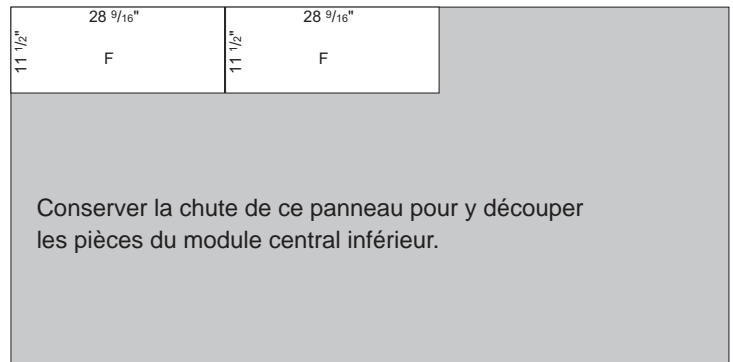 28 9/16" 28 9/16"
11 1/2" F 11 1/2" F
Conserver la chute de ce panneau pour y découper
les pièces du module central inférieur.